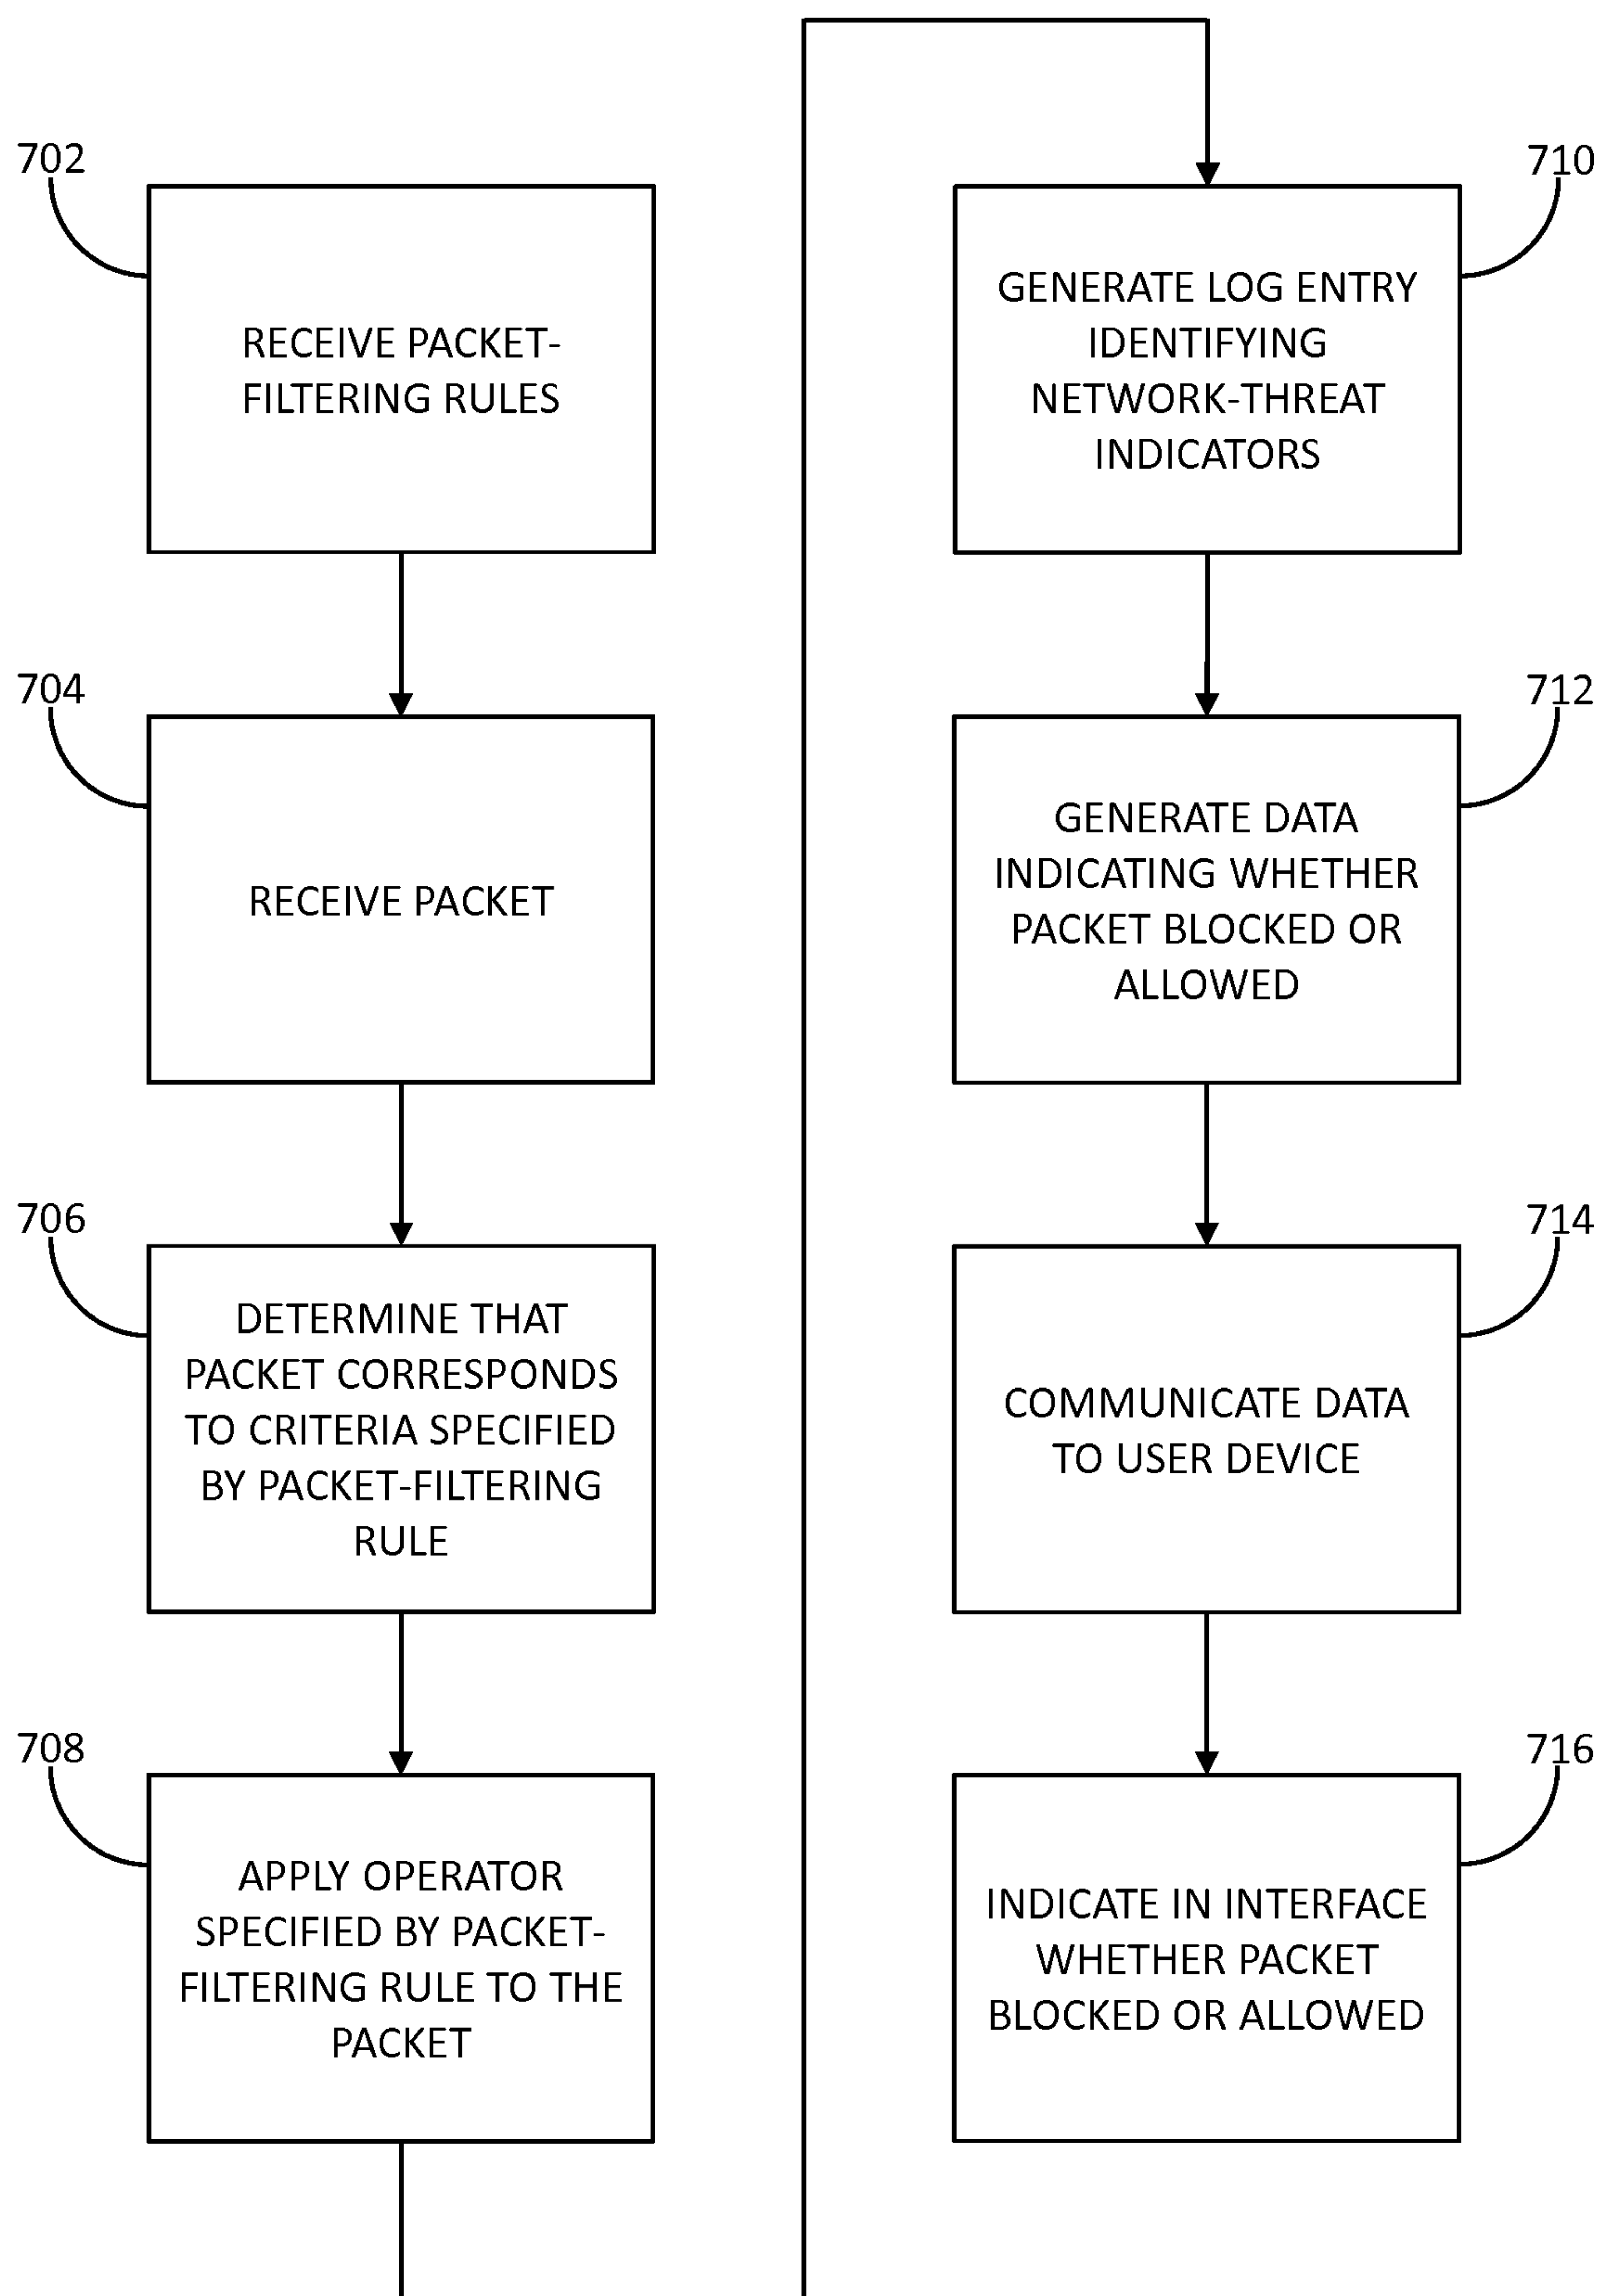 702
RECEIVE PACKET-
FILTERING RULES
704
RECEIVE PACKET
706
DETERMINE THAT
PACKET CORRESPONDS
TO CRITERIA SPECIFIED
BY PACKET-FILTERING
RULE
708
APPLY OPERATOR
SPECIFIED BY PACKET-
FILTERING RULE TO THE
PACKET
710
GENERATE LOG ENTRY
IDENTIFYING
NETWORK-THREAT
INDICATORS
712
GENERATE DATA
INDICATING WHETHER
PACKET BLOCKED OR
ALLOWED
714
COMMUNICATE DATA
TO USER DEVICE
716
INDICATE IN INTERFACE
WHETHER PACKET
BLOCKED OR ALLOWED